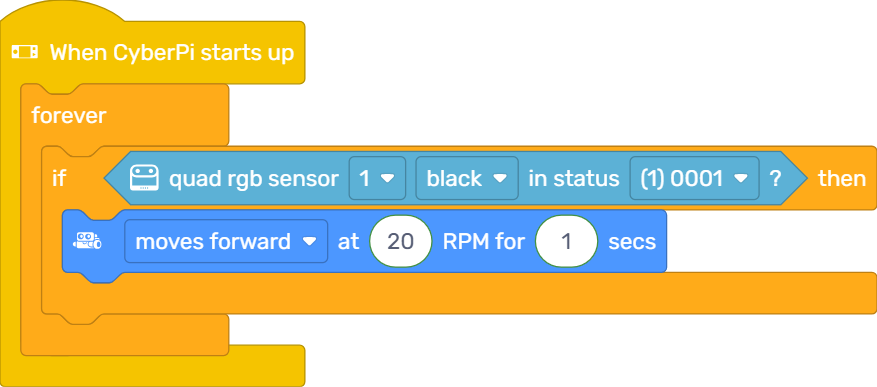 When CyberPi starts up
forever
if quad rgb sensor 1 black in status (1) 0001 ? then
moves forward at 20 RPM for 1 secs